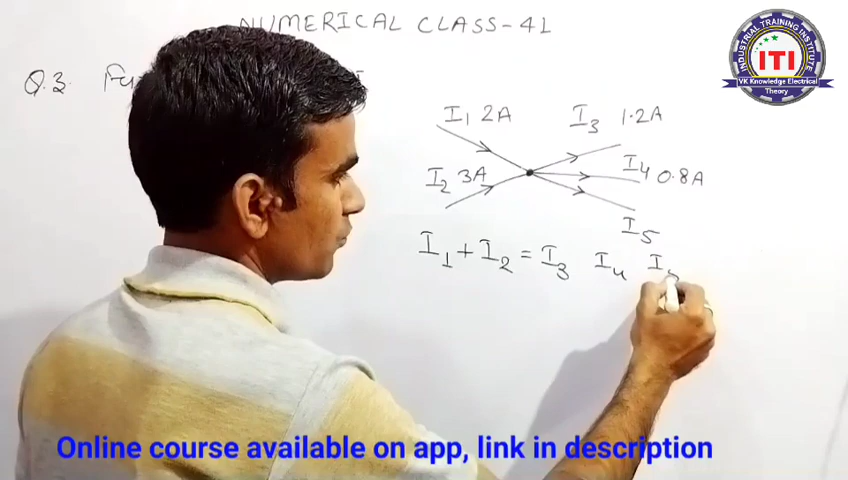 NUMERICAL CLASS-41
Q.3
I1 2A
I3 1.2A
I2 3A
I4 0.8A
I5
I1 + I2 = I3 I4 I
INDUSTRIAL TRAINING INSTITUTE
ITI
VK Knowledge Electrical
Theory
Online course available on app, link in description